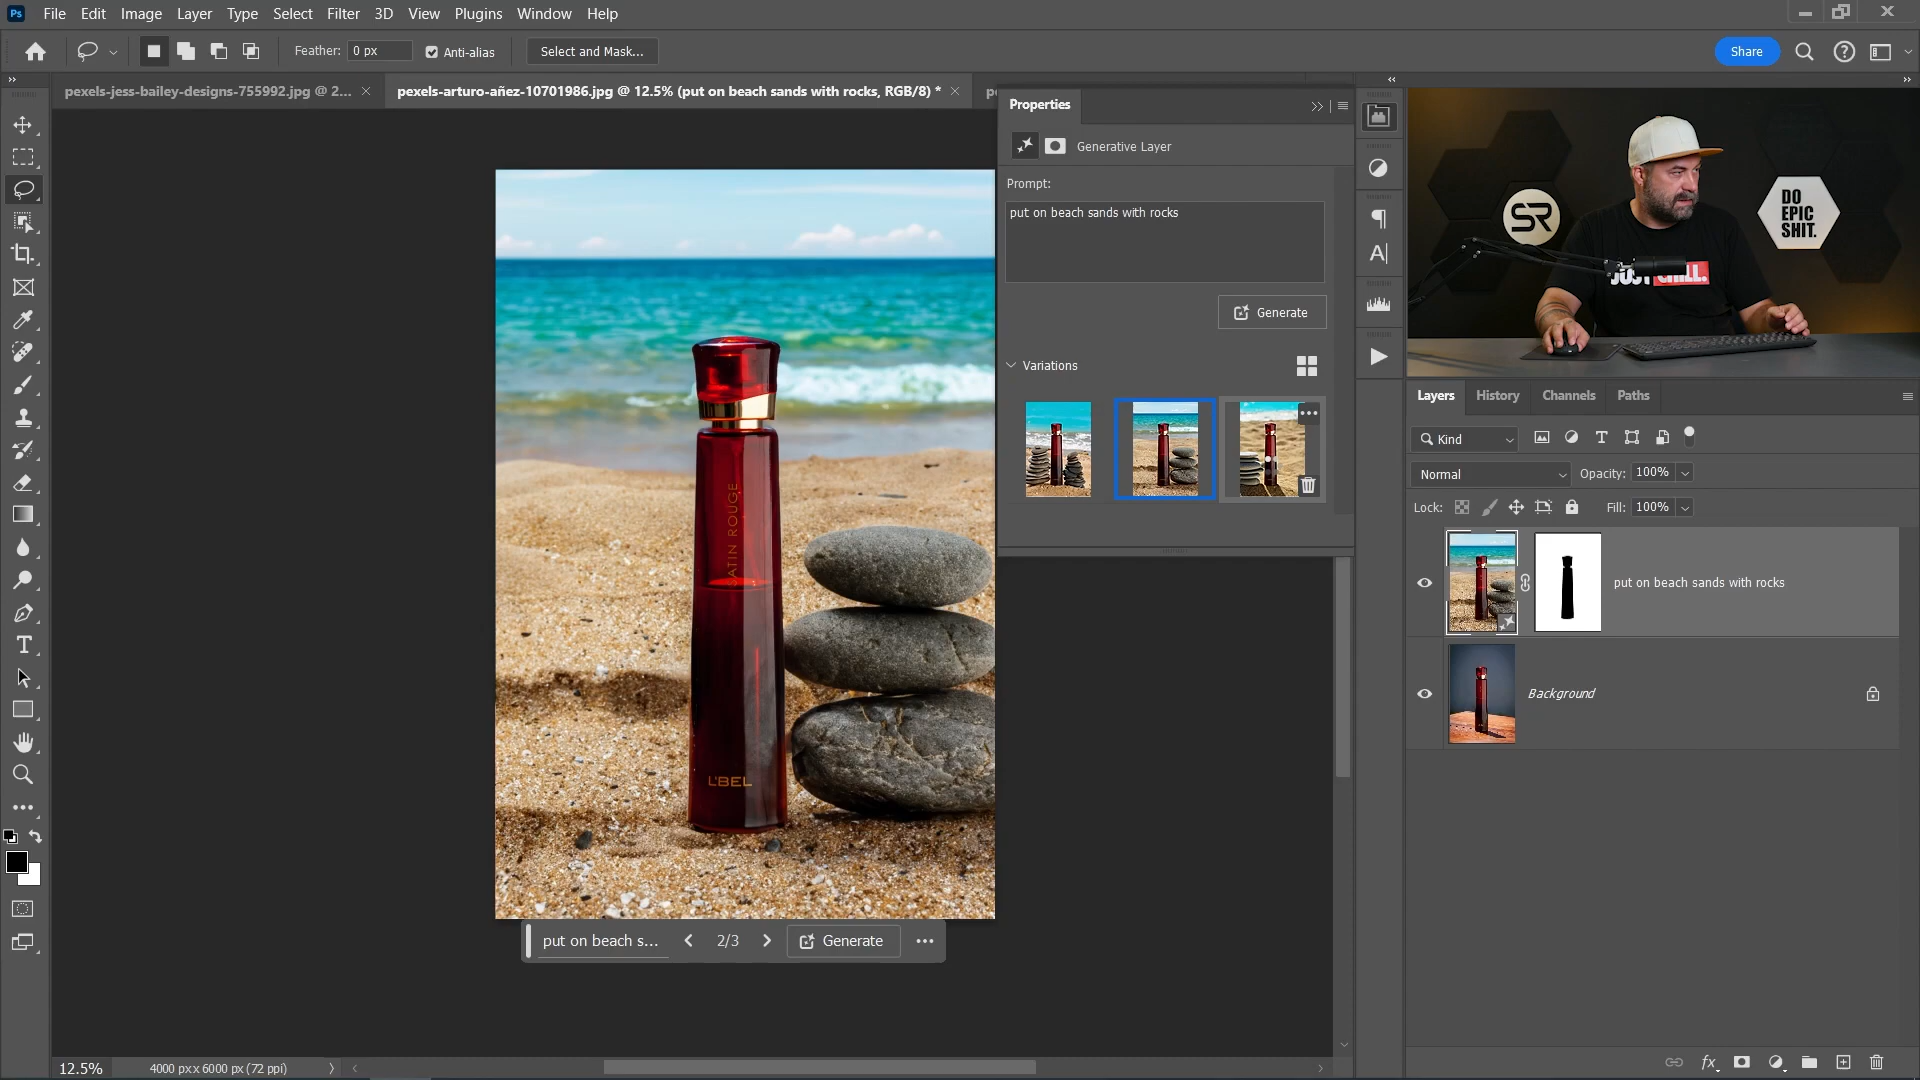 Ps File Edit Image Layer Type Select Filter 3D View Plugins Window Help
Feather: 0 px Anti-alias Select and Mask... Share
pexels-jess-bailey-designs-755992.jpg @ 2...
pexels-arturo-añez-10701986.jpg @ 12.5% (put on beach sands with rocks, RGB/8) *
Properties
Generative Layer
Prompt:
put on beach sands with rocks
Generate
Variations
SATIN ROUGE
L'BEL
put on beach s... 2/3 Generate
12.5% 4000 px x 6000 px (72 ppi)
SR
DO
EPIC
SHIT.
JUST CHILL.
Layers History Channels Paths
Kind
Normal Opacity: 100%
Lock: Fill: 100%
put on beach sands with rocks
Background
fx